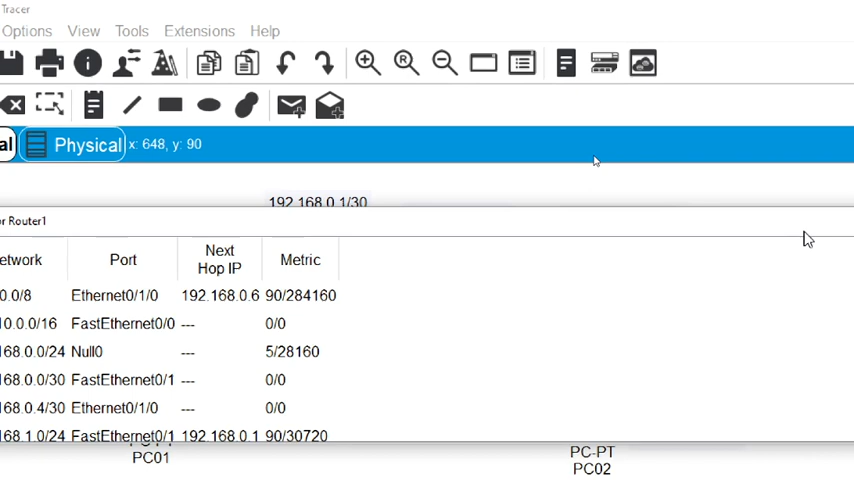 Tracer
Options View Tools Extensions Help
al Physical x: 648, y: 90
192.168.0.1/30
or Router1
etwork Port Next Hop IP Metric
0.0/8 Ethernet0/1/0 192.168.0.6 90/284160
10.0.0/16 FastEthernet0/0 --- 0/0
168.0.0/24 Null0 --- 5/28160
168.0.0/30 FastEthernet0/1 --- 0/0
168.0.4/30 Ethernet0/1/0 --- 0/0
168.1.0/24 FastEthernet0/1 192.168.0.1 90/30720
PC01
PC-PT
PC02